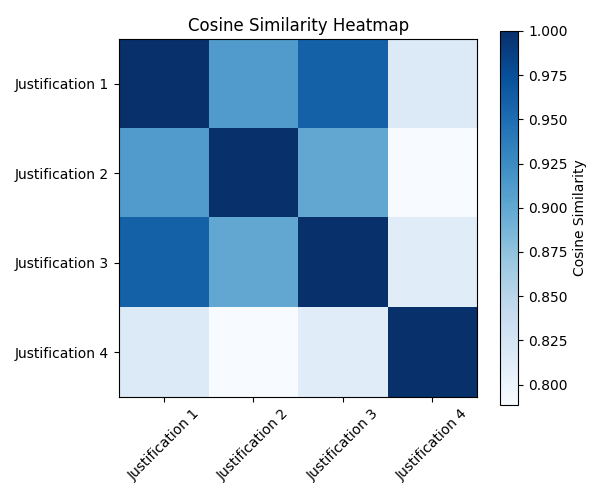 Cosine Similarity Heatmap
Justification 1
Justification 2
Justification 3
Justification 4
Justification 1
Justification 2
Justification 3
Justification 4
1.000
0.975
0.950
0.925
0.900
0.875
0.850
0.825
0.800
Cosine Similarity